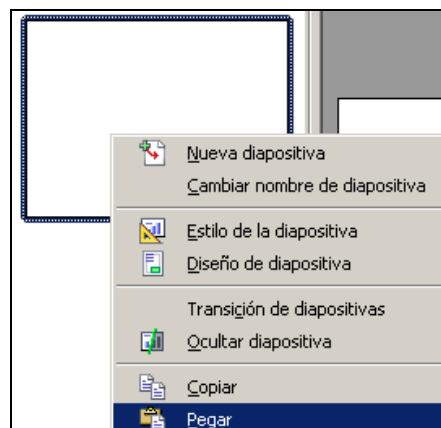 Nueva diapositiva
Cambiar nombre de diapositiva
Estilo de la diapositiva
Diseño de diapositiva
Transición de diapositivas
Ocultar diapositiva
Copiar
Pegar